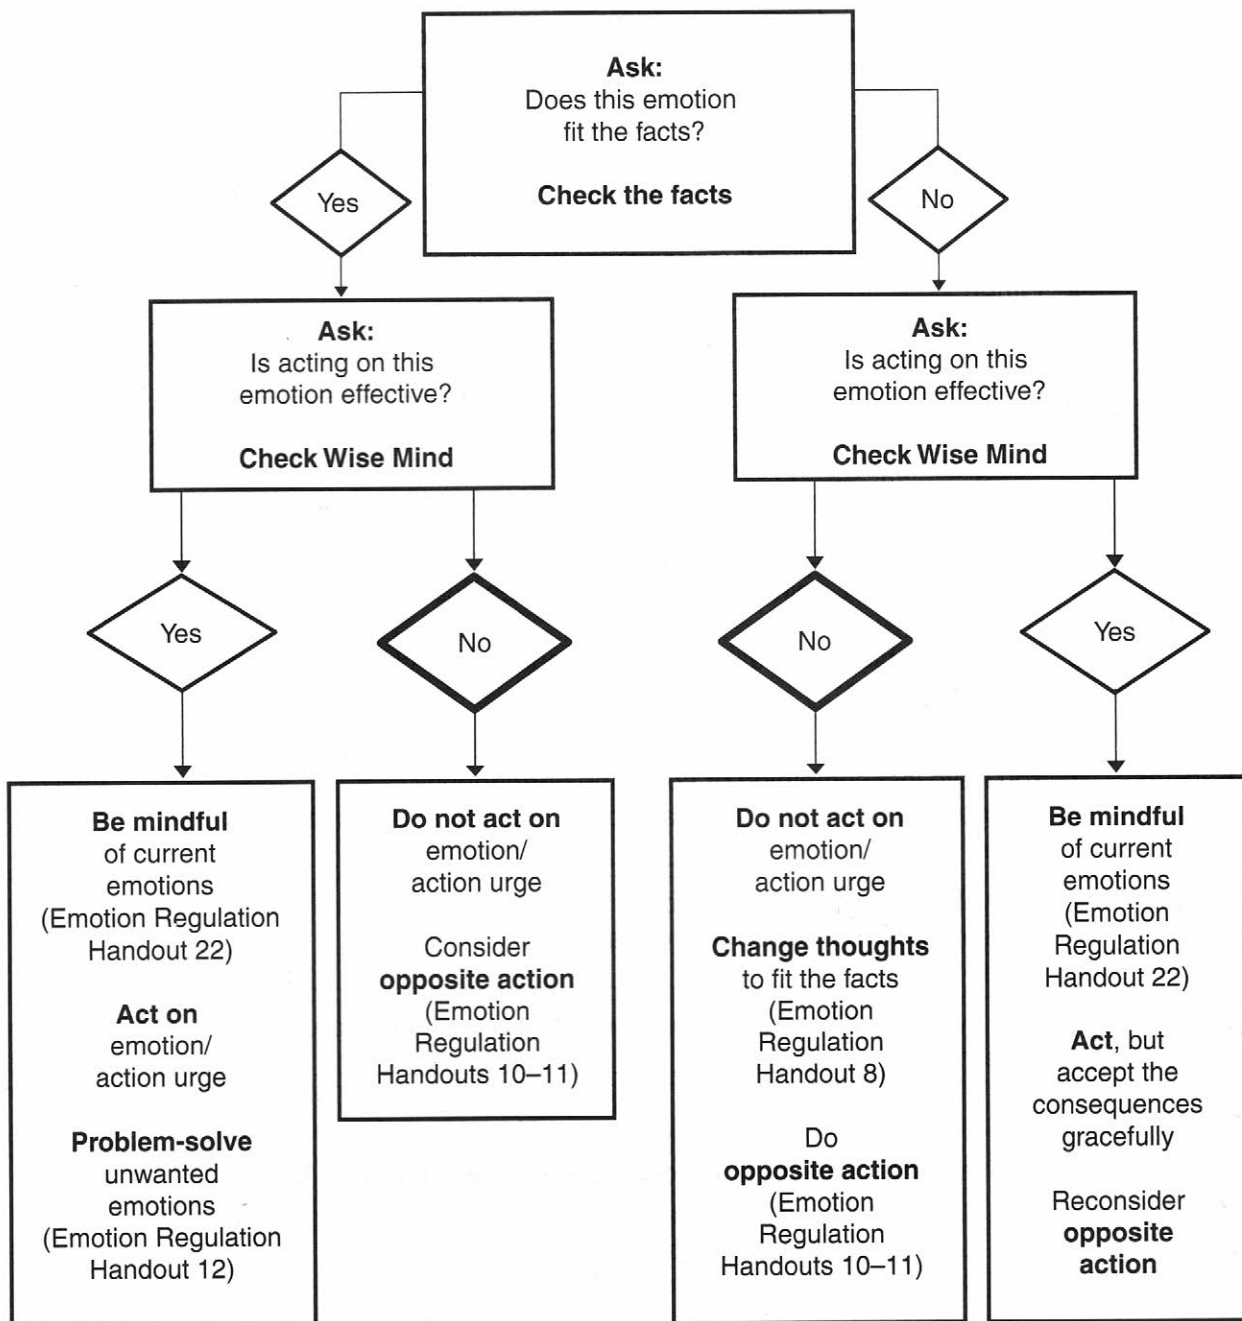 Ask:
Does this emotion
fit the facts?
Check the facts
Yes
No
Ask:
Is acting on this
emotion effective?
Check Wise Mind
Ask:
Is acting on this
emotion effective?
Check Wise Mind
Yes
No
No
Yes
Be mindful
of current
emotions
(Emotion Regulation
Handout 22)
Act on
emotion/
action urge
Problem-solve
unwanted
emotions
(Emotion Regulation
Handout 12)
Do not act on
emotion/
action urge
Consider
opposite action
(Emotion
Regulation
Handouts 10–11)
Do not act on
emotion/
action urge
Change thoughts
to fit the facts
(Emotion
Regulation
Handout 8)
Do
opposite action
(Emotion
Regulation
Handouts 10–11)
Be mindful
of current
emotions
(Emotion
Regulation
Handout 22)
Act, but
accept the
consequences
gracefully
Reconsider
opposite
action